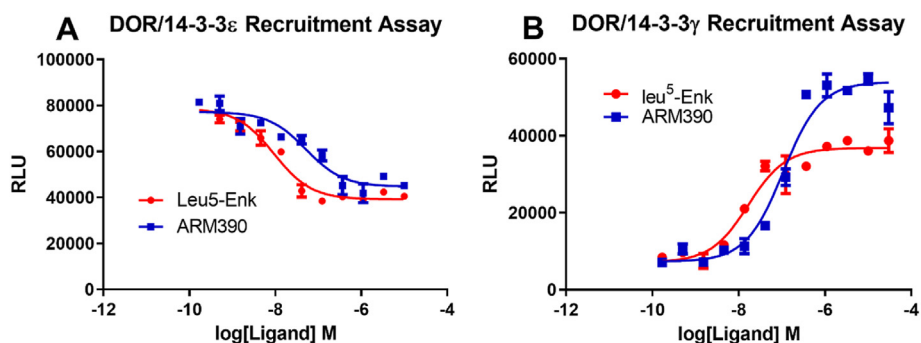 A DOR/14-3-3ε Recruitment Assay
100000
80000
60000
40000
20000
0
RLU
Leu5-Enk
ARM390
-12 -10 -8 -6 -4 -2
log[Ligand] M
B DOR/14-3-3γ Recruitment Assay
60000
40000
20000
0
RLU
leu⁵-Enk
ARM390
-12 -10 -8 -6 -4 -2
log[Ligand] M